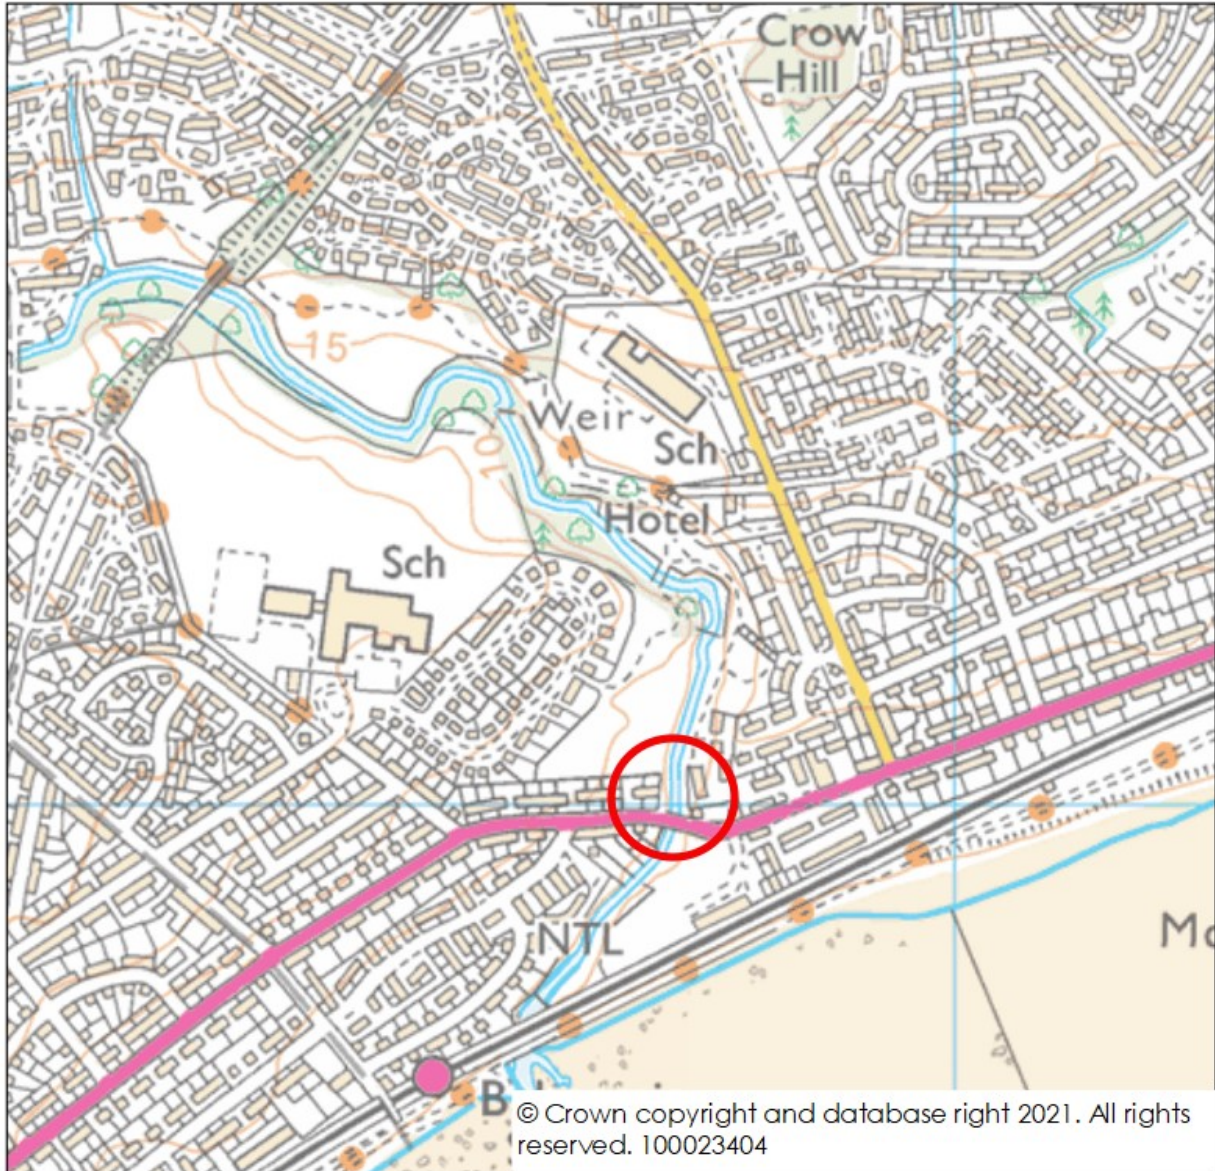 Crow
Hill
15
Weir
10
Sch
Hotel
Sch
NTL
© Crown copyright and database right 2021. All rights
reserved. 100023404